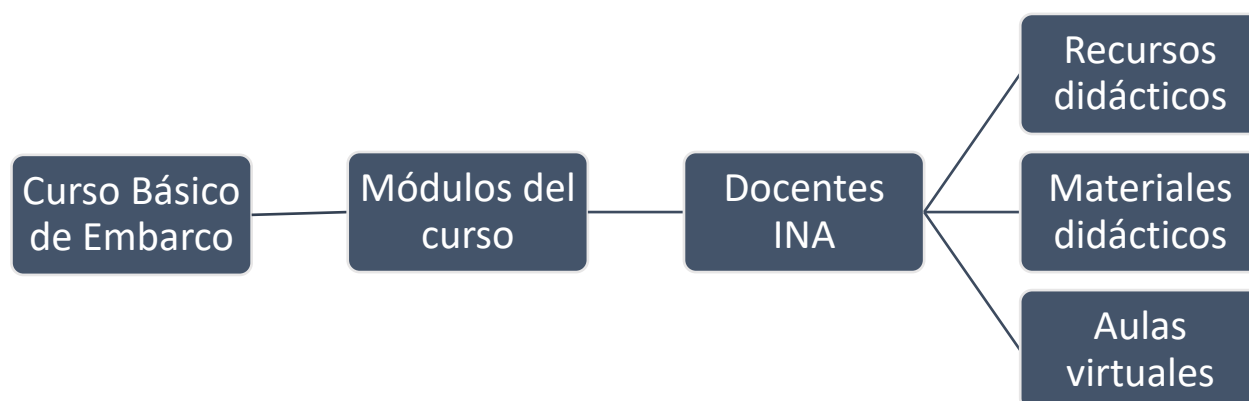 Curso Básico
de Embarco
Módulos del
curso
Docentes
INA
Recursos
didácticos
Materiales
didácticos
Aulas
virtuales